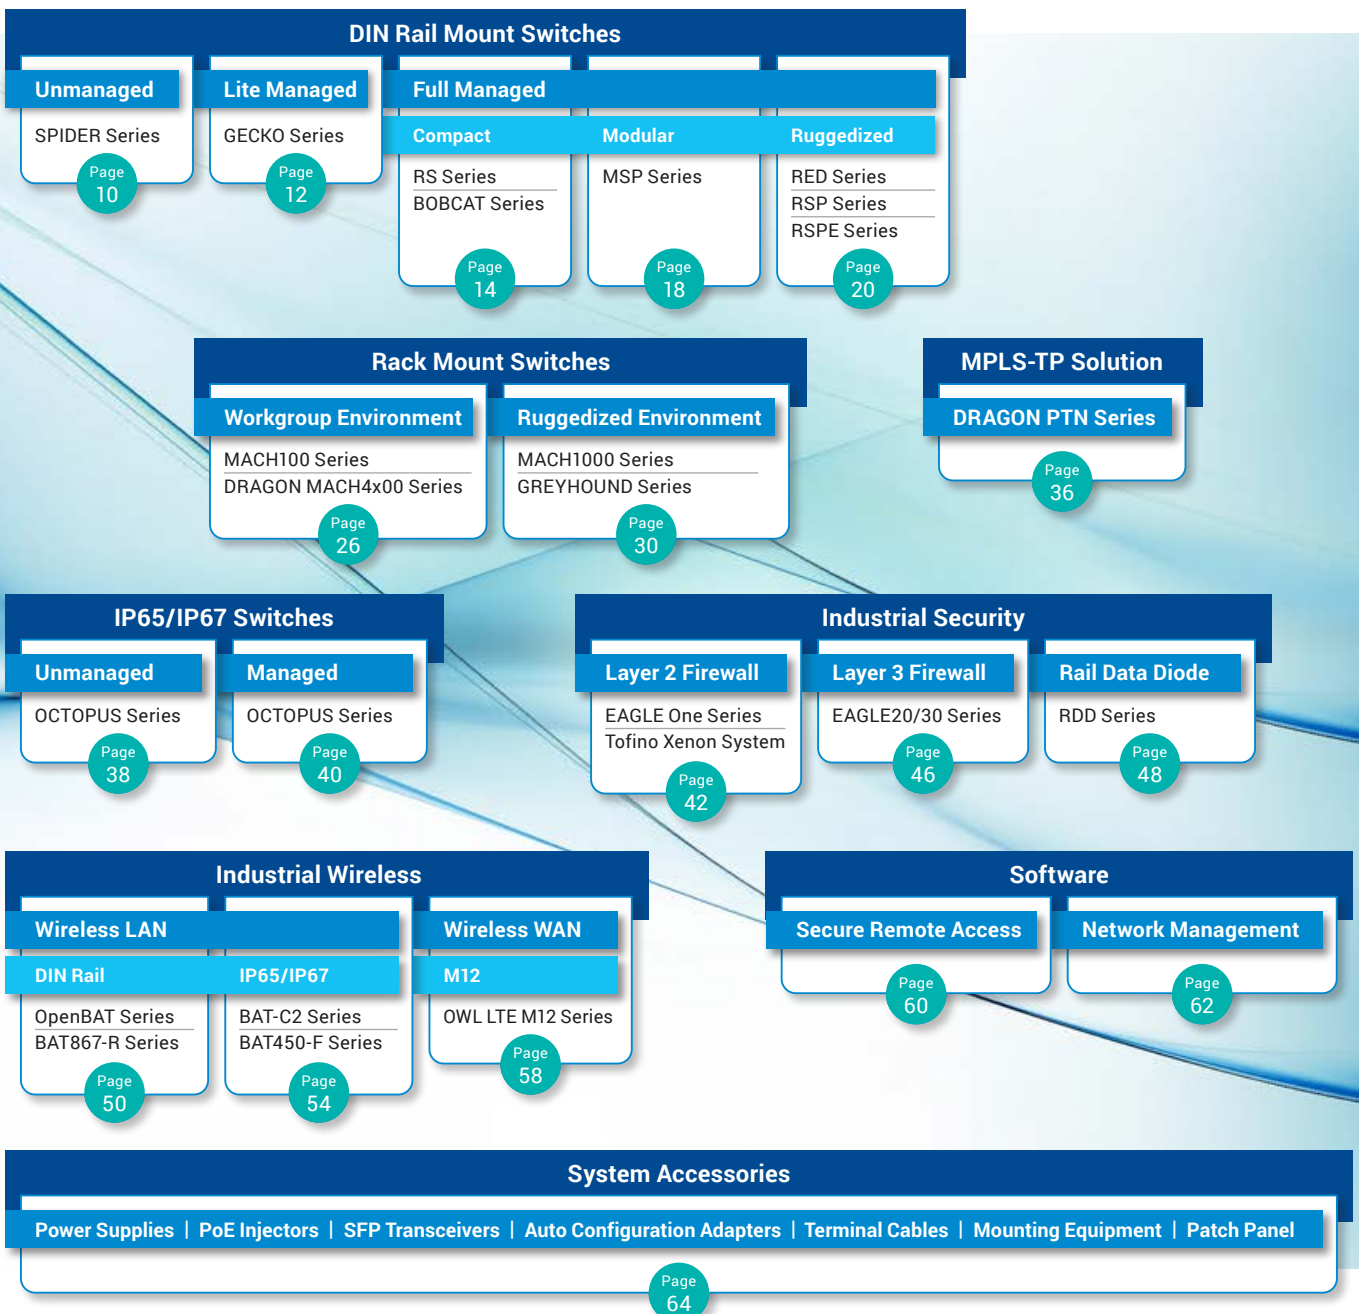 DIN Rail Mount Switches
Unmanaged
SPIDER Series
Page
10
Lite Managed
GECKO Series
Page
12
Full Managed
Compact
RS Series
BOBCAT Series
Page
14
Modular
MSP Series
Page
18
Ruggedized
RED Series
RSP Series
RSPE Series
Page
20
Rack Mount Switches
Workgroup Environment
MACH100 Series
DRAGON MACH4x00 Series
Page
26
Ruggedized Environment
MACH1000 Series
GREYHOUND Series
Page
30
MPLS-TP Solution
DRAGON PTN Series
Page
36
IP65/IP67 Switches
Unmanaged
OCTOPUS Series
Page
38
Managed
OCTOPUS Series
Page
40
Industrial Security
Layer 2 Firewall
EAGLE One Series
Tofino Xenon System
Page
42
Layer 3 Firewall
EAGLE20/30 Series
Page
46
Rail Data Diode
RDD Series
Page
48
Industrial Wireless
Wireless LAN
DIN Rail
OpenBAT Series
BAT867-R Series
Page
50
IP65/IP67
BAT-C2 Series
BAT450-F Series
Page
54
Wireless WAN
M12
OWL LTE M12 Series
Page
58
Software
Secure Remote Access
Page
60
Network Management
Page
62
System Accessories
Power Supplies | PoE Injectors | SFP Transceivers | Auto Configuration Adapters | Terminal Cables | Mounting Equipment | Patch Panel
Page
64